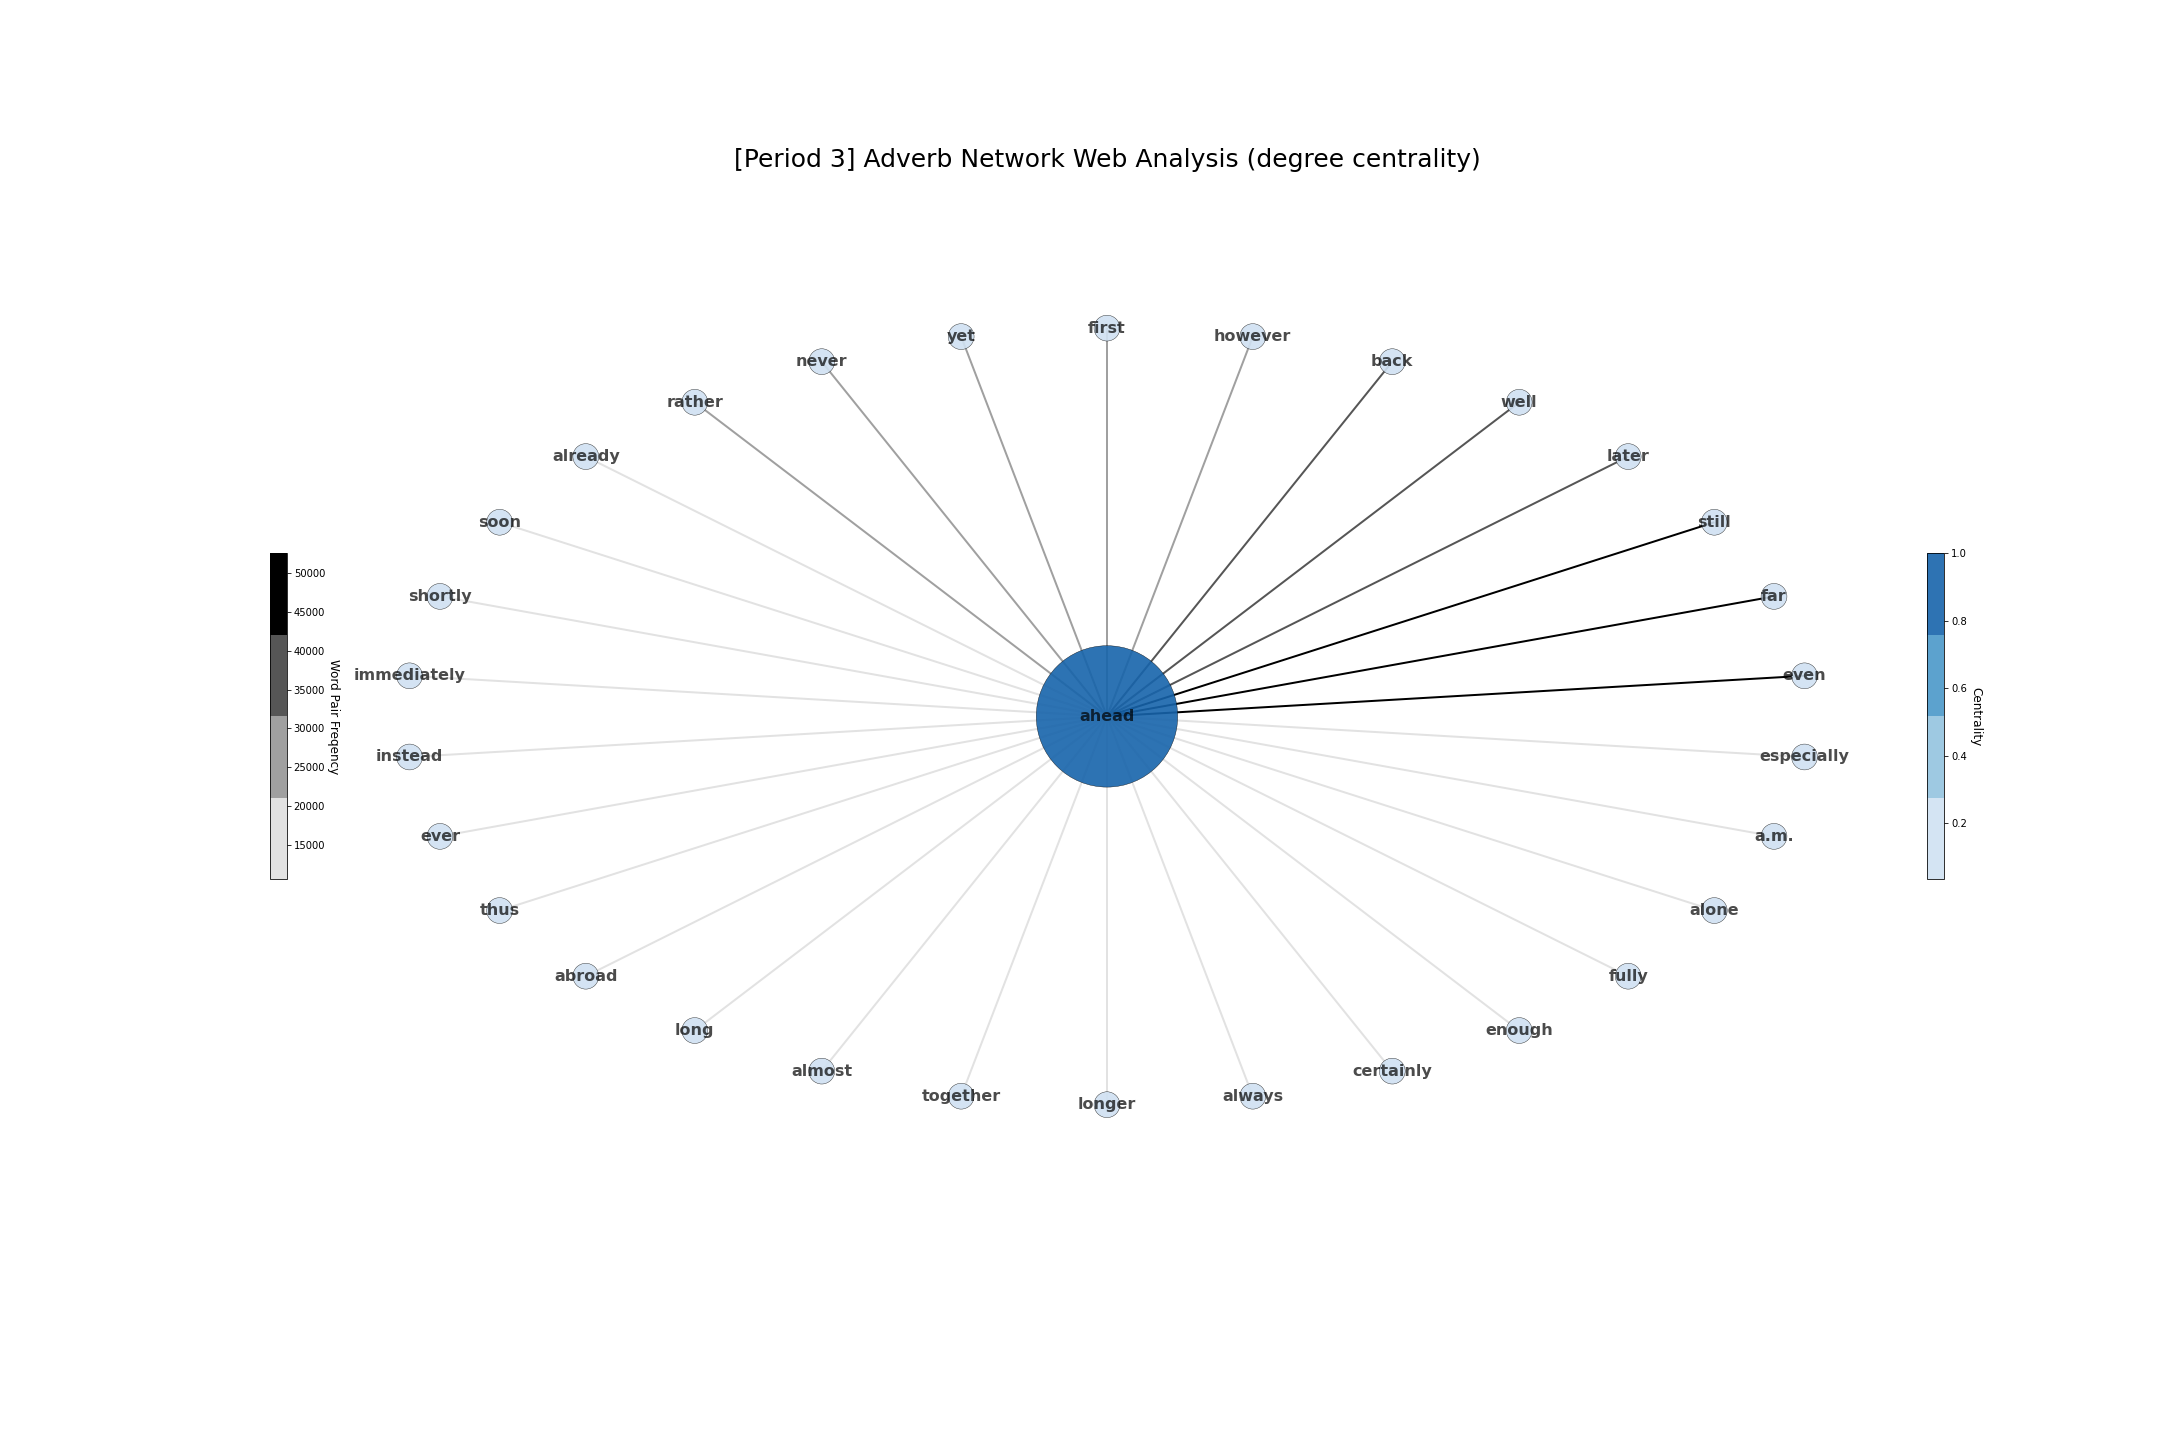 [Period 3] Adverb Network Web Analysis (degree centrality)
first
yet
however
never
back
rather
well
already
later
soon
still
shortly
far
immediately
even
ahead
instead
especially
ever
a.m.
thus
alone
abroad
fully
long
enough
almost
certainly
together
always
longer
50000
45000
40000
35000
30000
25000
20000
15000
Word Pair Freqency
1.0
0.8
0.6
0.4
0.2
Centrality